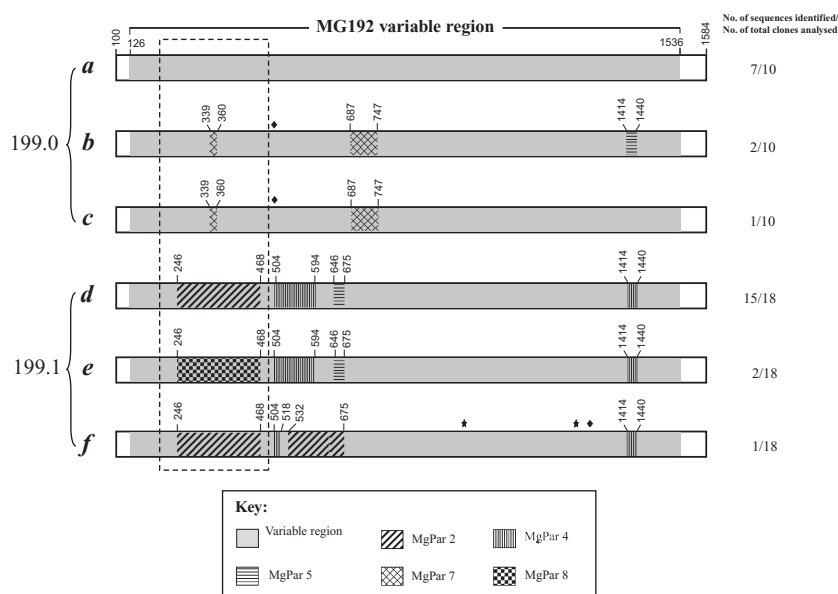 MG192 variable region
No. of sequences identified/
No. of total clones analysed
100 126 1536 1584
a 7/10
339 360 687 747 1414 1440
199.0 b 2/10
339 360 687 747
c 1/10
246 468 504 594 646 675 1414 1440
d 15/18
246 468 504 594 646 675 1414 1440
199.1 e 2/18
246 468 504 518 532 675 1414 1440
f 1/18
Key:
Variable region MgPar 2 MgPar 4
MgPar 5 MgPar 7 MgPar 8